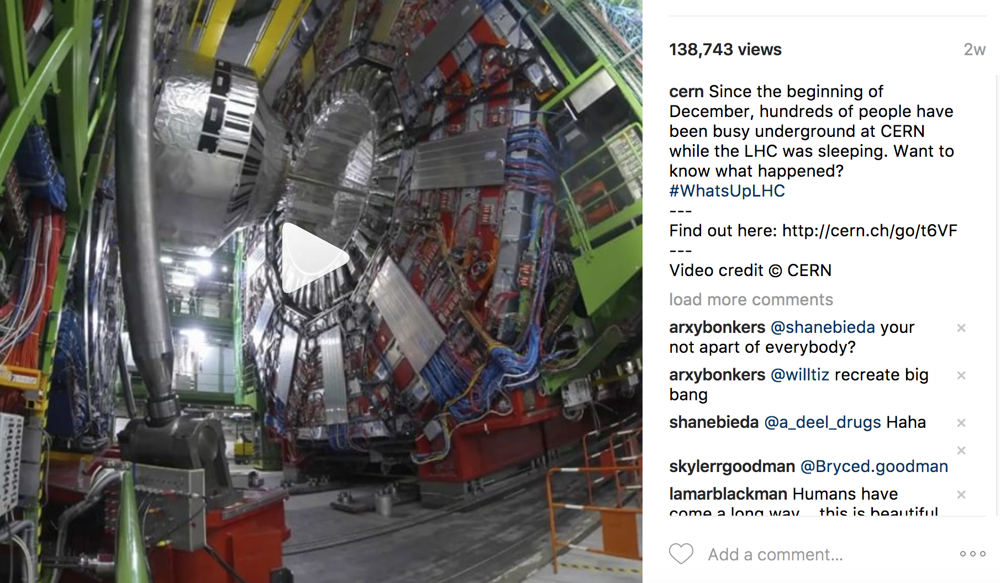 138,743 views 2w
cern Since the beginning of
December, hundreds of people have
been busy underground at CERN
while the LHC was sleeping. Want to
know what happened?
#WhatsUpLHC
---
Find out here: http://cern.ch/go/t6VF
---
Video credit © CERN
load more comments
arxybonkers @shanebieda your
not apart of everybody?
arxybonkers @willtiz recreate big
bang
shanebieda @a_deel_drugs Haha
skylerrgoodman @Bryced.goodman
lamarblackman Humans have
come a long way... this is beautiful
Add a comment...